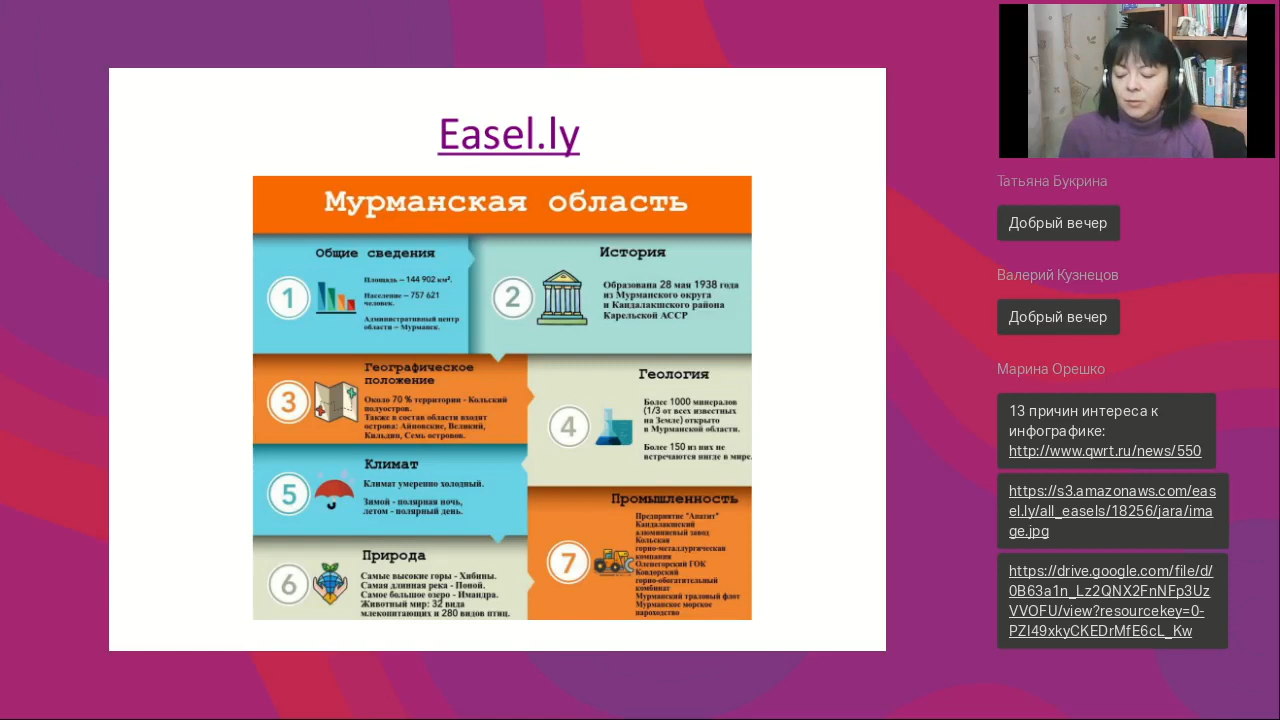 Easel.ly
Мурманская область
Общие сведения
1
Площадь – 144 902 км².
Население – 757 621
человек.
Административный центр
области – Мурманск.
История
2
Образована 28 мая 1938 года
из Мурманского округа
и Кандалакшского района
Карельской АССР
Географическое
положение
3
Около 70 % территории - Кольский
полуостров.
Также в состав области входят
острова: Айновские, Великий,
Кильдин, Семь островов.
Геология
4
Более 1000 минералов
(1/3 от всех известных
на Земле) открыто
в Мурманской области.
Более 150 из них не
встречаются нигде в мире.
Климат
5
Климат умеренно холодный.
Зимой - полярная ночь,
летом - полярный день.
Природа
6
Самые высокие горы - Хибины.
Самая длинная река - Поной.
Самое большое озеро - Имандра.
Животный мир: 32 вида
млекопитающих и 280 видов птиц.
Промышленность
7
Предприятие "Апатит"
Кандалакшский
алюминиевый завод
Кольская
горно-металлургическая
компания
Оленегорский ГОК
Ковдорский
горно-обогатительный
комбинат
Мурманский траловый флот
Мурманское морское
пароходство
Татьяна Букрина
Добрый вечер
Валерий Кузнецов
Добрый вечер
Марина Орешко
13 причин интереса к
инфографике:
http://www.qwrt.ru/news/550
https://s3.amazonaws.com/eas
el.ly/all_easels/18256/jara/ima
ge.jpg
https://drive.google.com/file/d/
0B63a1n_Lz2QNX2FnNFp3Uz
VVOFU/view?resourcekey=0-
PZI49xkyCKEDrMfE6cL_Kw